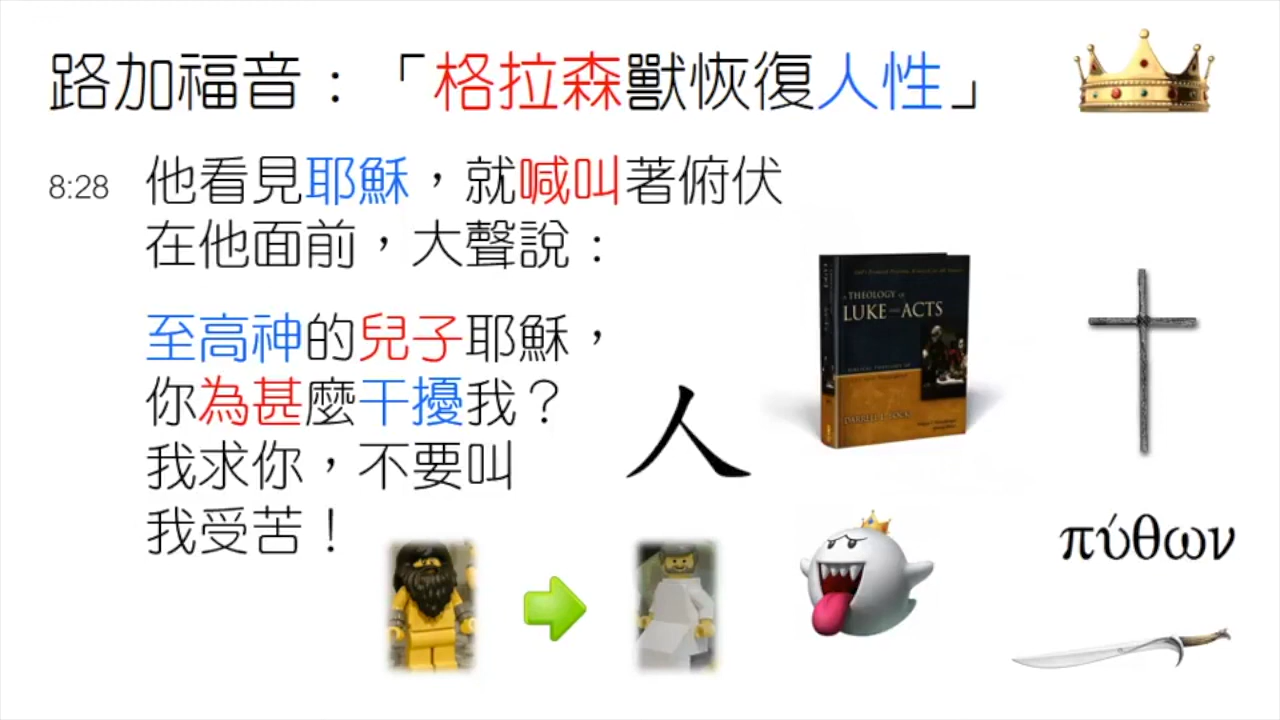 路加福音：「格拉森獸恢復人性」
8:28 他看見耶穌，就喊叫著俯伏
在他面前，大聲說：
至高神的兒子耶穌，
你為甚麼干擾我？
我求你，不要叫
我受苦！
人
A THEOLOGY OF
LUKE AND ACTS
DARRELL L. BOCK
πύθων